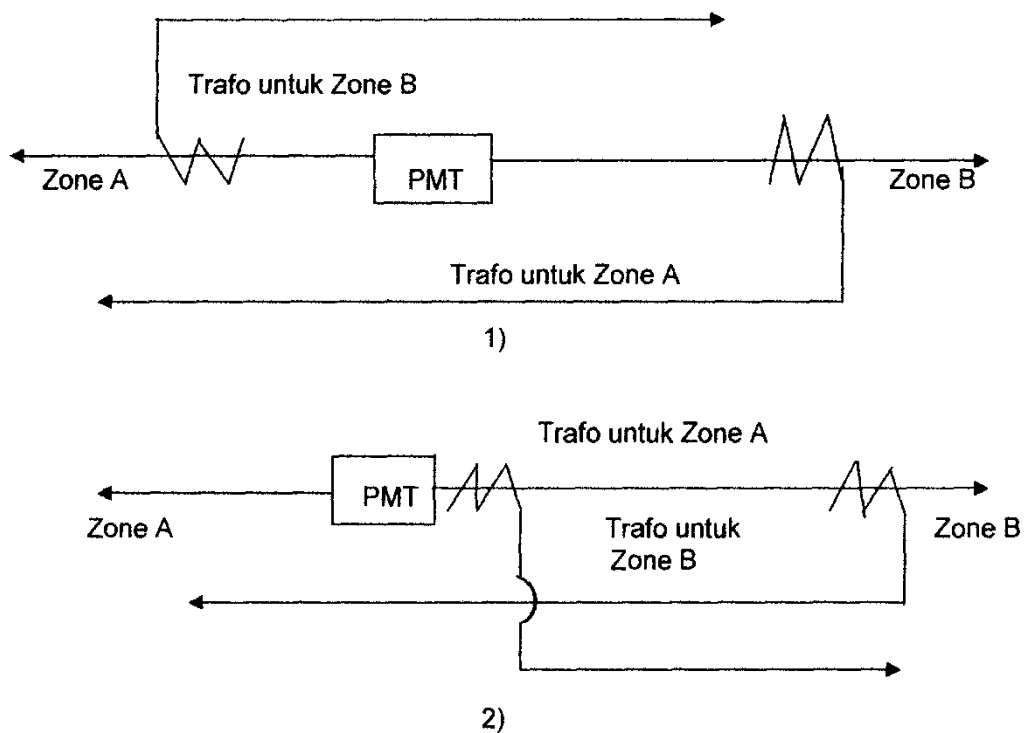 Trafo untuk Zone B
Zone A
PMT
Zone B
Trafo untuk Zone A
1)
Trafo untuk Zone A
PMT
Zone A
Trafo untuk
Zone B
Zone B
2)